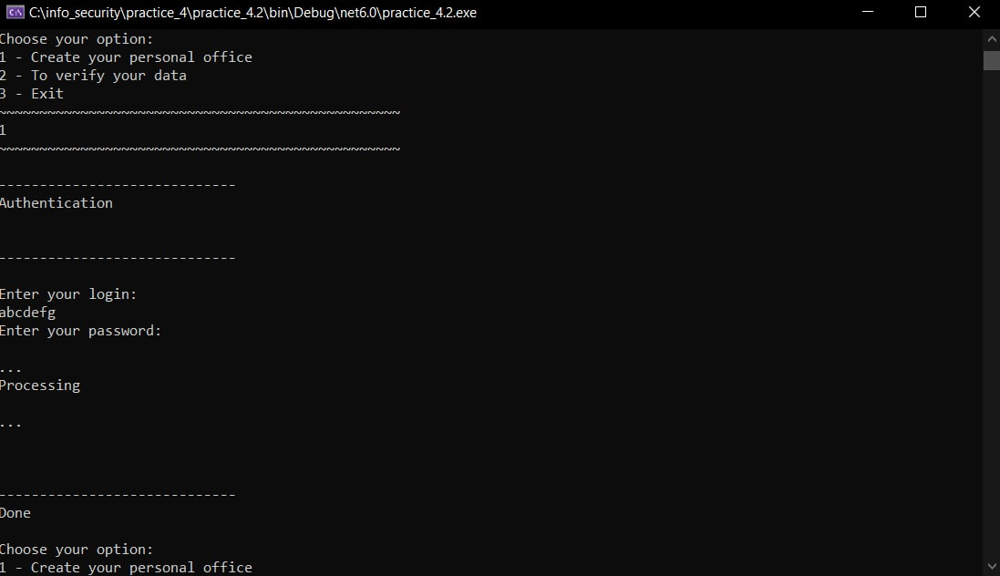 C:\info_security\practice_4\practice_4.2\bin\Debug\net6.0\practice_4.2.exe
Choose your option:
1 - Create your personal office
2 - To verify your data
3 - Exit
~~~~~~~~~~~~~~~~~~~~~~~~~~~~~~~~~~~~~~~~~~~~~~~~~
1
~~~~~~~~~~~~~~~~~~~~~~~~~~~~~~~~~~~~~~~~~~~~~~~~~
-----------------------------
Authentication
-----------------------------
Enter your login:
abcdefg
Enter your password:
...
Processing
...
-----------------------------
Done
Choose your option:
1 - Create your personal office